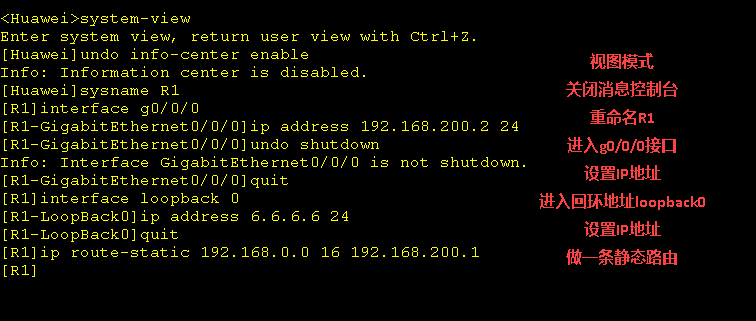 <Huawei>system-view
Enter system view, return user view with Ctrl+Z.
[Huawei]undo info-center enable
Info: Information center is disabled.
[Huawei]sysname R1
[R1]interface g0/0/0
[R1-GigabitEthernet0/0/0]ip address 192.168.200.2 24
[R1-GigabitEthernet0/0/0]undo shutdown
Info: Interface GigabitEthernet0/0/0 is not shutdown.
[R1-GigabitEthernet0/0/0]quit
[R1]interface loopback 0
[R1-LoopBack0]ip address 6.6.6.6 24
[R1-LoopBack0]quit
[R1]ip route-static 192.168.0.0 16 192.168.200.1
[R1]
视图模式
关闭消息控制台
重命名R1
进入g0/0/0接口
设置IP地址
进入回环地址loopback0
设置IP地址
做一条静态路由